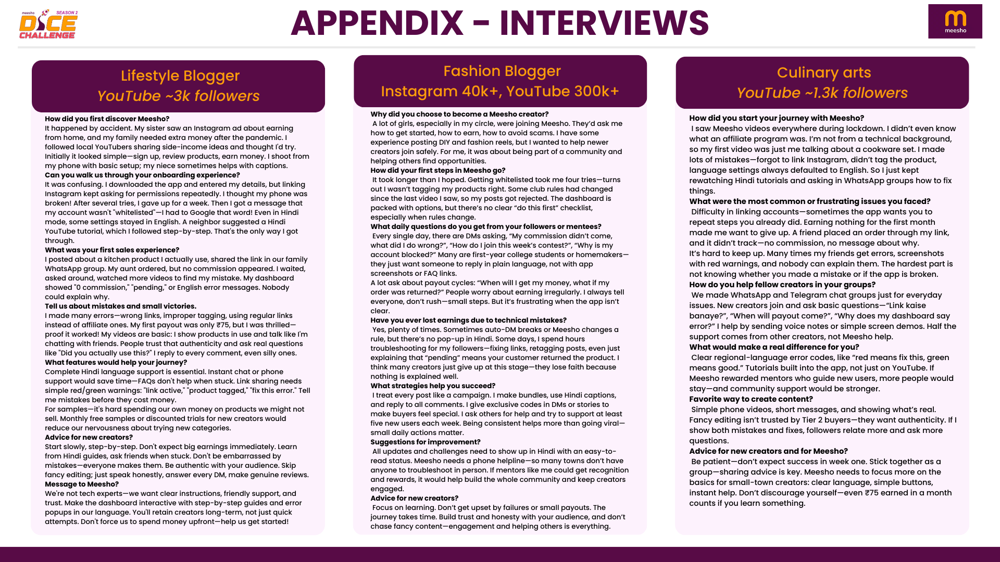 meesho
SEASON 2
DICE
CHALLENGE
APPENDIX - INTERVIEWS
meesho
Lifestyle Blogger
YouTube ~3k followers
How did you first discover Meesho?
It happened by accident. My sister saw an Instagram ad about earning
from home, and my family needed extra money after the pandemic. I
followed local YouTubers sharing side-income ideas and thought I'd try.
Initially it looked simple—sign up, review products, earn money. I shoot from
my phone with basic setup; my niece sometimes helps with captions.
Can you walk us through your onboarding experience?
It was confusing. I downloaded the app and entered my details, but linking
Instagram kept asking for permissions repeatedly. I thought my phone was
broken! After several tries, I gave up for a week. Then I got a message that
my account wasn't "whitelisted"—I had to Google that word! Even in Hindi
mode, some settings stayed in English. A neighbor suggested a Hindi
YouTube tutorial, which I followed step-by-step. That's the only way I got
through.
What was your first sales experience?
I posted about a kitchen product I actually use, shared the link in our family
WhatsApp group. My aunt ordered, but no commission appeared. I waited,
asked around, watched more videos to find my mistake. My dashboard
showed "0 commission," "pending," or English error messages. Nobody
could explain why.
Tell us about mistakes and small victories.
I made many errors—wrong links, improper tagging, using regular links
instead of affiliate ones. My first payout was only ₹75, but I was thrilled—
proof it worked! My videos are basic: I show products in use and talk like I'm
chatting with friends. People trust that authenticity and ask real questions
like "Did you actually use this?" I reply to every comment, even silly ones.
What features would help your journey?
Complete Hindi language support is essential. Instant chat or phone
support would save time—FAQs don't help when stuck. Link sharing needs
simple red/green warnings: "link active," "product tagged," "fix this error." Tell
me mistakes before they cost money.
For samples—it's hard spending our own money on products we might not
sell. Monthly free samples or discounted trials for new creators would
reduce our nervousness about trying new categories.
Advice for new creators?
Start slowly, step-by-step. Don't expect big earnings immediately. Learn
from Hindi guides, ask friends when stuck. Don't be embarrassed by
mistakes—everyone makes them. Be authentic with your audience. Skip
fancy editing; just speak honestly, answer every DM, make genuine reviews.
Message to Meesho?
We're not tech experts—we want clear instructions, friendly support, and
trust. Make the dashboard interactive with step-by-step guides and error
popups in our language. You'll retain creators long-term, not just quick
attempts. Don't force us to spend money upfront—help us get started!
Fashion Blogger
Instagram 40k+, YouTube 300k+
Why did you choose to become a Meesho creator?
A lot of girls, especially in my circle, were joining Meesho. They’d ask me
how to get started, how to earn, how to avoid scams. I have some
experience posting DIY and fashion reels, but I wanted to help newer
creators join safely. For me, it was about being part of a community and
helping others find opportunities.
How did your first steps in Meesho go?
It took longer than I hoped. Getting whitelisted took me four tries—turns
out I wasn’t tagging my products right. Some club rules had changed
since the last video I saw, so my posts got rejected. The dashboard is
packed with options, but there’s no clear “do this first” checklist,
especially when rules change.
What daily questions do you get from your followers or mentees?
Every single day, there are DMs asking, “My commission didn’t come,
what did I do wrong?”, “How do I join this week’s contest?”, “Why is my
account blocked?” Many are first-year college students or homemakers—
they just want someone to reply in plain language, not with app
screenshots or FAQ links.
A lot ask about payout cycles: “When will I get my money, what if my
order was returned?” People worry about earning irregularly. I always tell
everyone, don’t rush—small steps. But it’s frustrating when the app isn’t
clear.
Have you ever lost earnings due to technical mistakes?
Yes, plenty of times. Sometimes auto-DM breaks or Meesho changes a
rule, but there’s no pop-up in Hindi. Some days, I spend hours
troubleshooting for my followers—fixing links, retagging posts, even just
explaining that “pending” means your customer returned the product. I
think many creators just give up at this stage—they lose faith because
nothing is explained well.
What strategies help you succeed?
I treat every post like a campaign. I make bundles, use Hindi captions,
and reply to all comments. I give exclusive codes in DMs or stories to
make buyers feel special. I ask others for help and try to support at least
five new users each week. Being consistent helps more than going viral—
small daily actions matter.
Suggestions for improvement?
All updates and challenges need to show up in Hindi with an easy-to-
read status. Meesho needs a phone helpline—so many towns don’t have
anyone to troubleshoot in person. If mentors like me could get recognition
and rewards, it would help build the whole community and keep creators
engaged.
Advice for new creators?
Focus on learning. Don’t get upset by failures or small payouts. The
journey takes time. Build trust and honesty with your audience, and don’t
chase fancy content—engagement and helping others is everything.
Culinary arts
YouTube ~1.3k followers
How did you start your journey with Meesho?
I saw Meesho videos everywhere during lockdown. I didn’t even know
what an affiliate program was. I’m not from a technical background,
so my first video was just me talking about a cookware set. I made
lots of mistakes—forgot to link Instagram, didn’t tag the product,
language settings always defaulted to English. So I just kept
rewatching Hindi tutorials and asking in WhatsApp groups how to fix
things.
What were the most common or frustrating issues you faced?
Difficulty in linking accounts—sometimes the app wants you to
repeat steps you already did. Earning nothing for the first month
made me want to give up. A friend placed an order through my link,
and it didn’t track—no commission, no message about why.
It’s hard to keep up. Many times my friends get errors, screenshots
with red warnings, and nobody can explain them. The hardest part is
not knowing whether you made a mistake or if the app is broken.
How do you help fellow creators in your groups?
We made WhatsApp and Telegram chat groups just for everyday
issues. New creators join and ask basic questions—“Link kaise
banaye?”, “When will payout come?”, “Why does my dashboard say
error?” I help by sending voice notes or simple screen demos. Half the
support comes from other creators, not Meesho help.
What would make a real difference for you?
Clear regional-language error codes, like “red means fix this, green
means good.” Tutorials built into the app, not just on YouTube. If
Meesho rewarded mentors who guide new users, more people would
stay—and community support would be stronger.
Favorite way to create content?
Simple phone videos, short messages, and showing what’s real.
Fancy editing isn’t trusted by Tier 2 buyers—they want authenticity. If I
show both mistakes and fixes, followers relate more and ask more
questions.
Advice for new creators and for Meesho?
Be patient—don’t expect success in week one. Stick together as a
group—sharing advice is key. Meesho needs to focus more on the
basics for small-town creators: clear language, simple buttons,
instant help. Don’t discourage yourself—even ₹75 earned in a month
counts if you learn something.